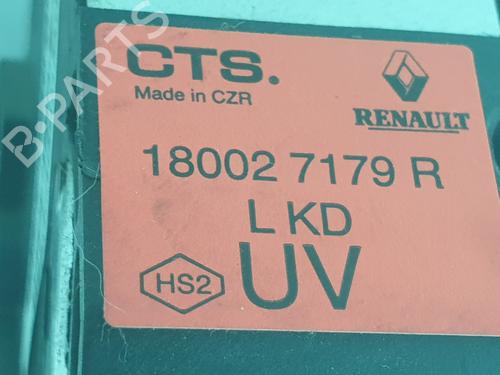 CTS.
Made in CZR
RENAULT
18002 7179 R
L KD
HS2
UV
B-PARTS